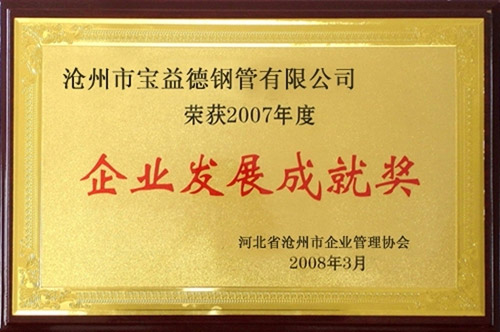 沧州市宝益德钢管有限公司
荣获2007年度
企业发展成就奖
河北省沧州市企业管理协会
2008年3月